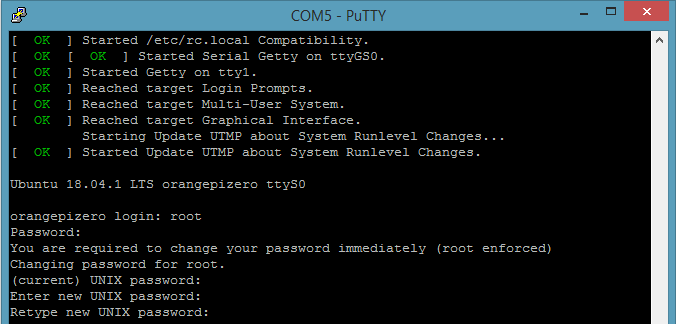 COM5 - PuTTY
[  OK  ] Started /etc/rc.local Compatibility.
[  OK  [  OK  ] Started Serial Getty on ttyGS0.
[  OK  ] Started Getty on tty1.
[  OK  ] Reached target Login Prompts.
[  OK  ] Reached target Multi-User System.
[  OK  ] Reached target Graphical Interface.
         Starting Update UTMP about System Runlevel Changes...
[  OK  ] Started Update UTMP about System Runlevel Changes.
Ubuntu 18.04.1 LTS orangepizero ttyS0
orangepizero login: root
Password:
You are required to change your password immediately (root enforced)
Changing password for root.
(current) UNIX password:
Enter new UNIX password:
Retype new UNIX password: